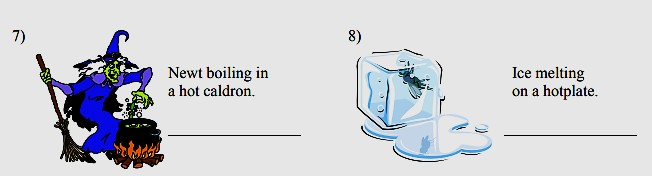 7)
Newt boiling in
a hot caldron.
8)
Ice melting
on a hotplate.